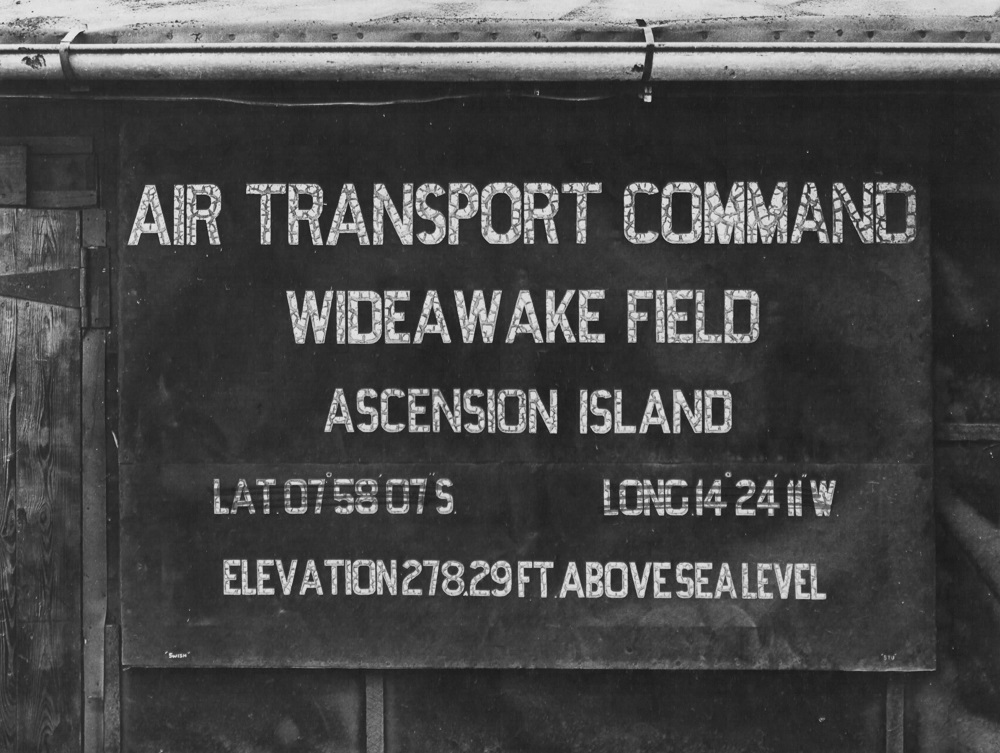 AIR TRANSPORT COMMAND
WIDEAWAKE FIELD
ASCENSION ISLAND
LAT. 07° 58' 07" S. LONG. 14° 24' 11" W.
ELEVATION 278.29 FT. ABOVE SEA LEVEL
"SWISH"